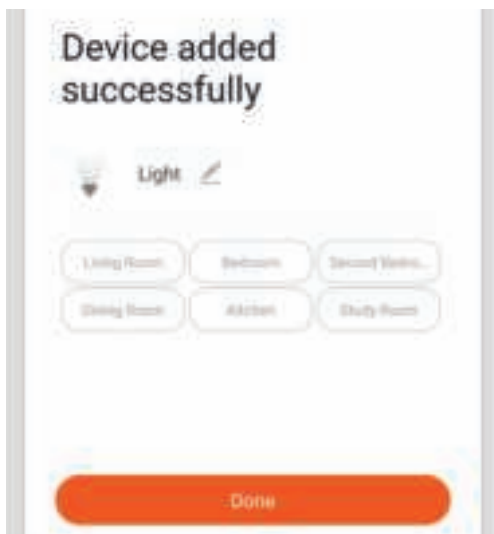 Device added
successfully
Light
Living Room Bedroom Second Bedro...
Dining Room Kitchen Study Room
Done